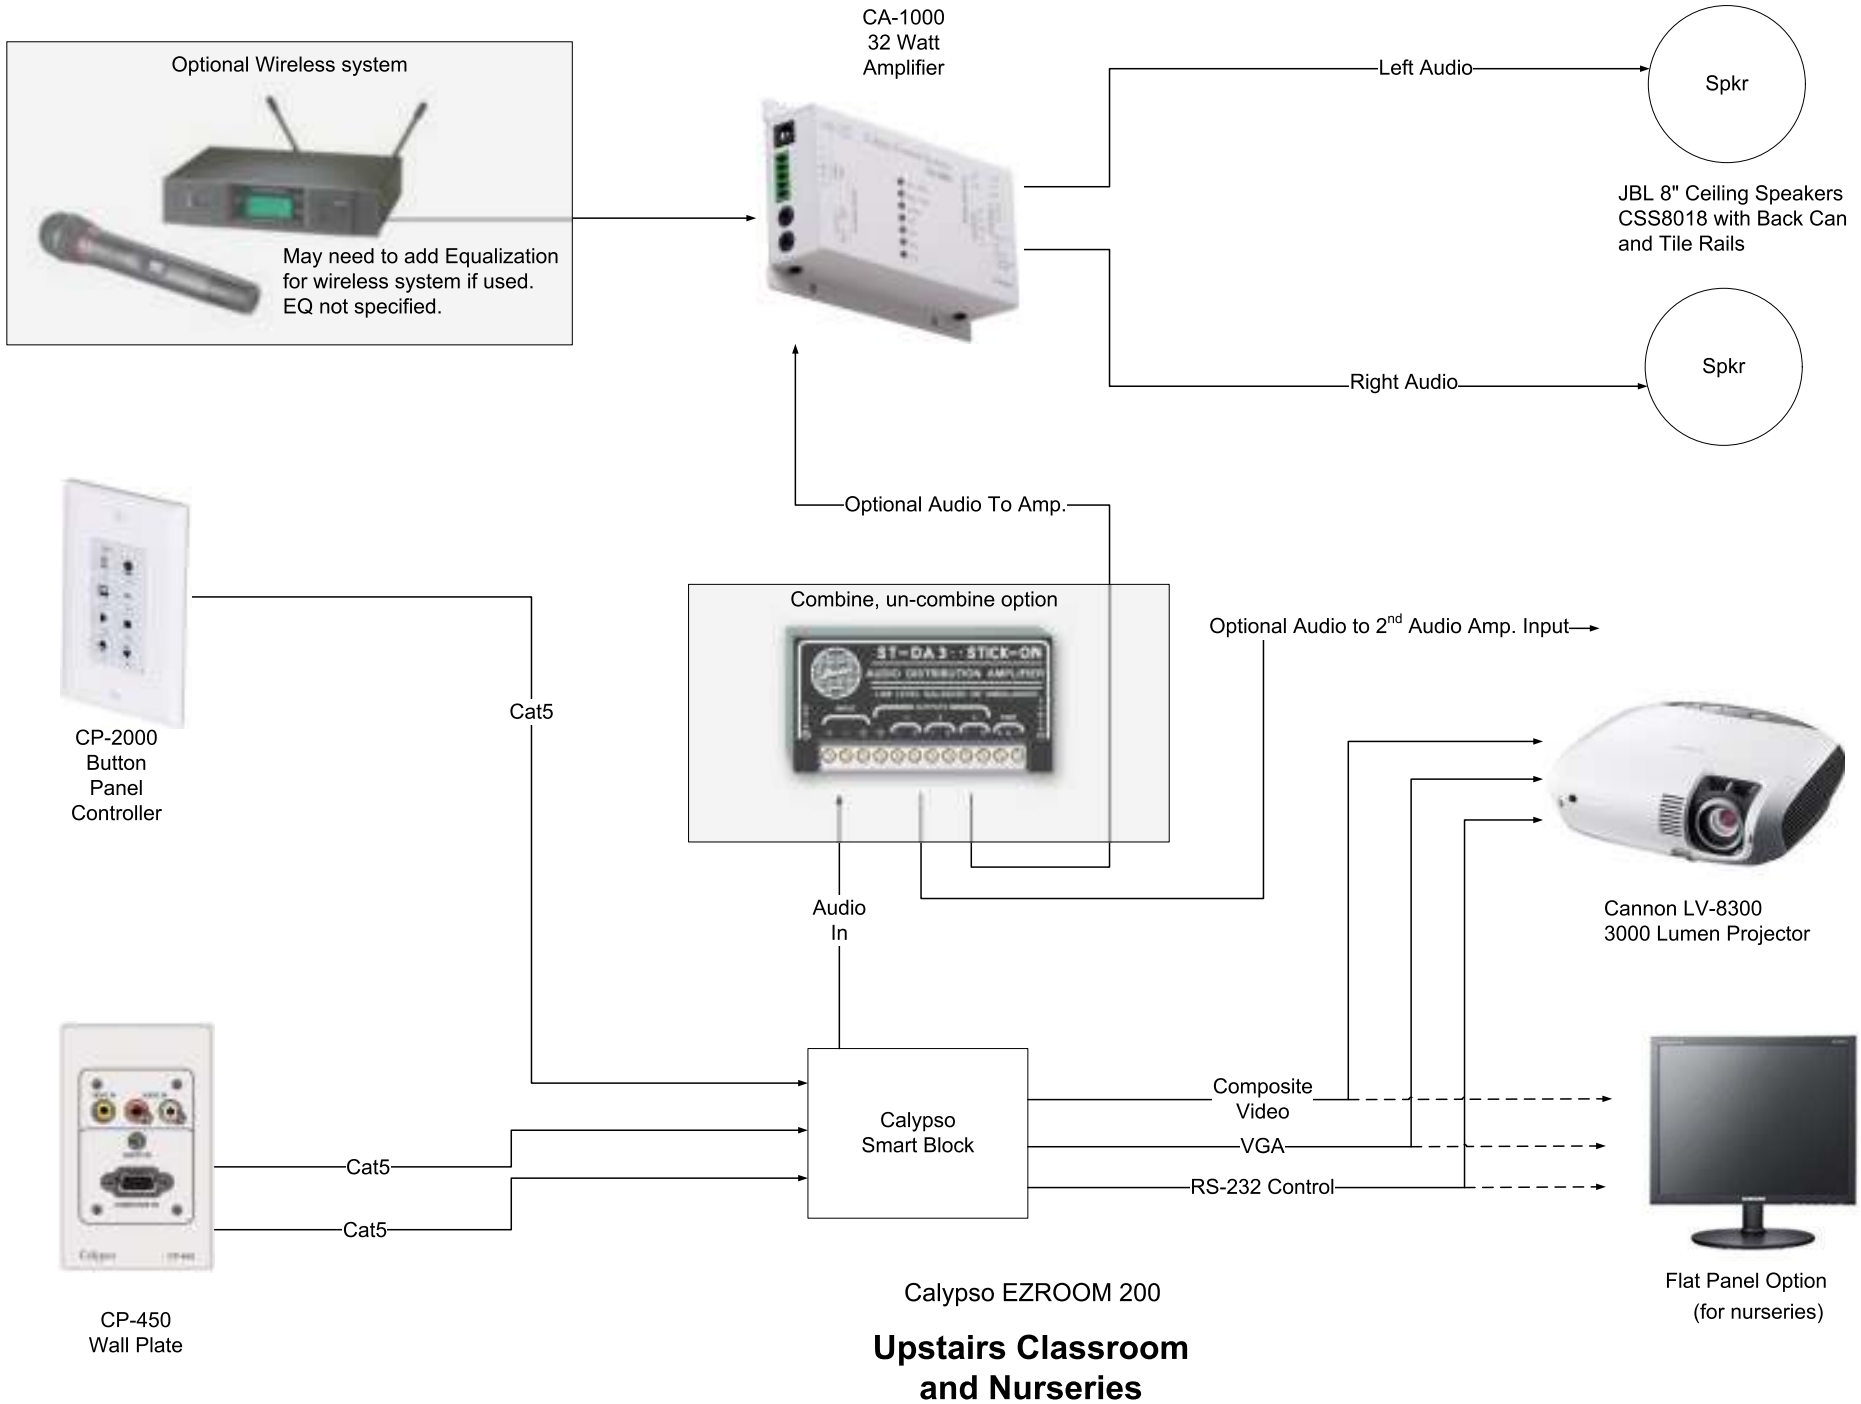 CA-1000
32 Watt
Amplifier
Optional Wireless system
May need to add Equalization
for wireless system if used.
EQ not specified.
Left Audio
Spkr
JBL 8" Ceiling Speakers
CSS8018 with Back Can
and Tile Rails
Right Audio
Spkr
Optional Audio To Amp.
Combine, un-combine option
ST-DA3 : STICK-ON
AUDIO DISTRIBUTION AMPLIFIER
Optional Audio to 2nd Audio Amp. Input
Cat5
CP-2000
Button
Panel
Controller
Audio
In
Cannon LV-8300
3000 Lumen Projector
Calypso
Smart Block
Composite
Video
VGA
RS-232 Control
Cat5
Cat5
CP-450
Wall Plate
Flat Panel Option
(for nurseries)
Calypso EZROOM 200
Upstairs Classroom
and Nurseries